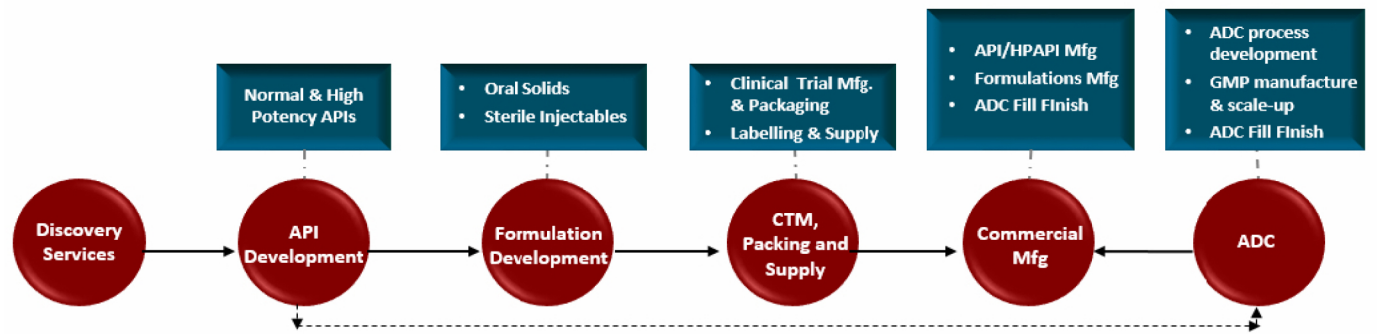 Normal & High
Potency APIs
• Oral Solids
• Sterile Injectables
• Clinical Trial Mfg.
& Packaging
• Labelling & Supply
• API/HPAPI Mfg
• Formulations Mfg
• ADC Fill FInish
• ADC process
development
• GMP manufacture
& scale-up
• ADC Fill FInish
Discovery
Services
API
Development
Formulation
Development
CTM,
Packing and
Supply
Commercial
Mfg
ADC